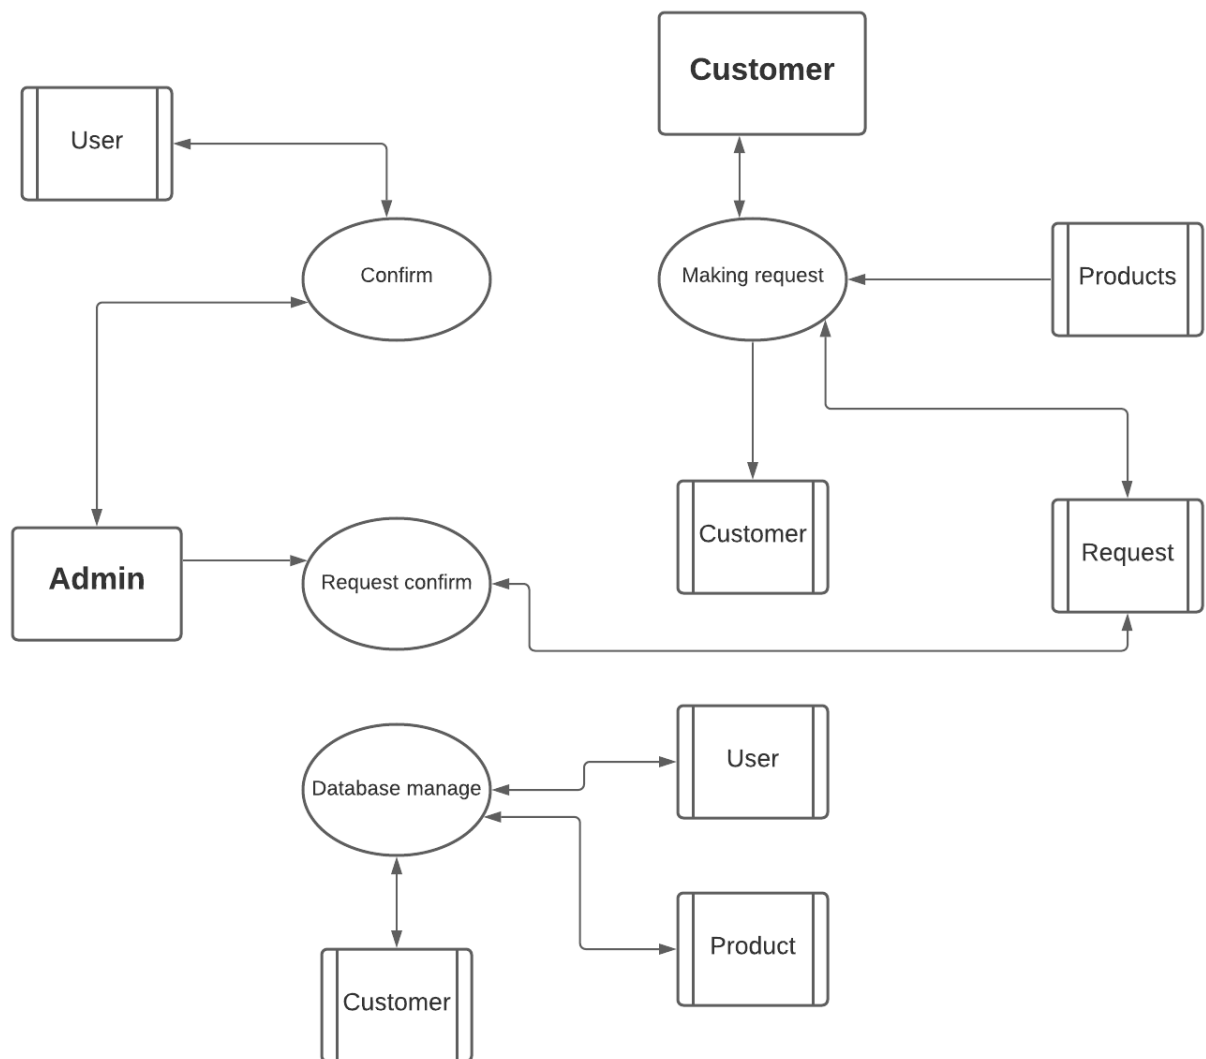 Customer
User
Confirm
Making request
Products
Customer
Request
Admin
Request confirm
User
Database manage
Product
Customer